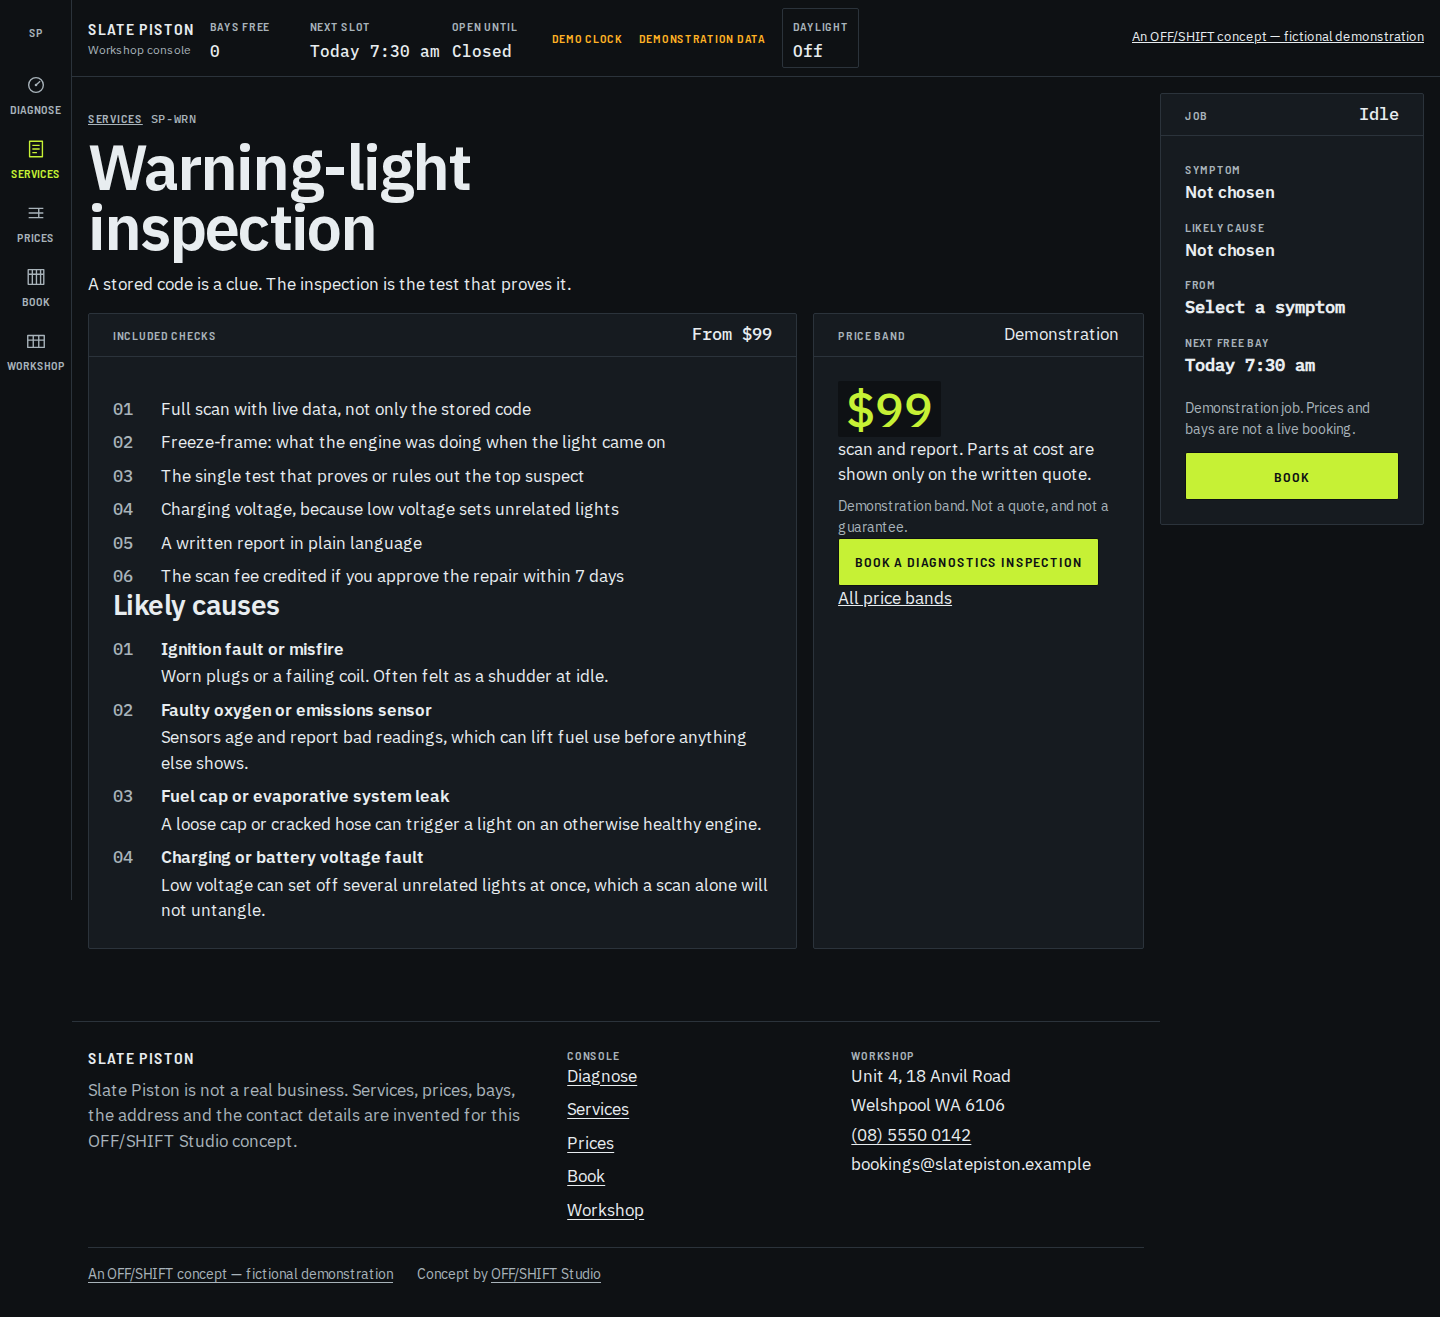 SP
DIAGNOSE
SERVICES
PRICES
BOOK
WORKSHOP
SLATE PISTON
Workshop console
BAYS FREE
0
NEXT SLOT
Today 7:30 am
OPEN UNTIL
Closed
DEMO CLOCK
DEMONSTRATION DATA
DAYLIGHT
Off
An OFF/SHIFT concept — fictional demonstration
SERVICES SP-WRN
Warning-light
inspection
A stored code is a clue. The inspection is the test that proves it.
INCLUDED CHECKS From $99
01 Full scan with live data, not only the stored code
02 Freeze-frame: what the engine was doing when the light came on
03 The single test that proves or rules out the top suspect
04 Charging voltage, because low voltage sets unrelated lights
05 A written report in plain language
06 The scan fee credited if you approve the repair within 7 days
Likely causes
01 Ignition fault or misfire
Worn plugs or a failing coil. Often felt as a shudder at idle.
02 Faulty oxygen or emissions sensor
Sensors age and report bad readings, which can lift fuel use before anything
else shows.
03 Fuel cap or evaporative system leak
A loose cap or cracked hose can trigger a light on an otherwise healthy engine.
04 Charging or battery voltage fault
Low voltage can set off several unrelated lights at once, which a scan alone will
not untangle.
PRICE BAND Demonstration
$99
scan and report. Parts at cost are
shown only on the written quote.
Demonstration band. Not a quote, and not a
guarantee.
BOOK A DIAGNOSTICS INSPECTION
All price bands
JOB Idle
SYMPTOM
Not chosen
LIKELY CAUSE
Not chosen
FROM
Select a symptom
NEXT FREE BAY
Today 7:30 am
Demonstration job. Prices and
bays are not a live booking.
BOOK
SLATE PISTON
Slate Piston is not a real business. Services, prices, bays,
the address and the contact details are invented for this
OFF/SHIFT Studio concept.
CONSOLE
Diagnose
Services
Prices
Book
Workshop
WORKSHOP
Unit 4, 18 Anvil Road
Welshpool WA 6106
(08) 5550 0142
bookings@slatepiston.example
An OFF/SHIFT concept — fictional demonstration Concept by OFF/SHIFT Studio